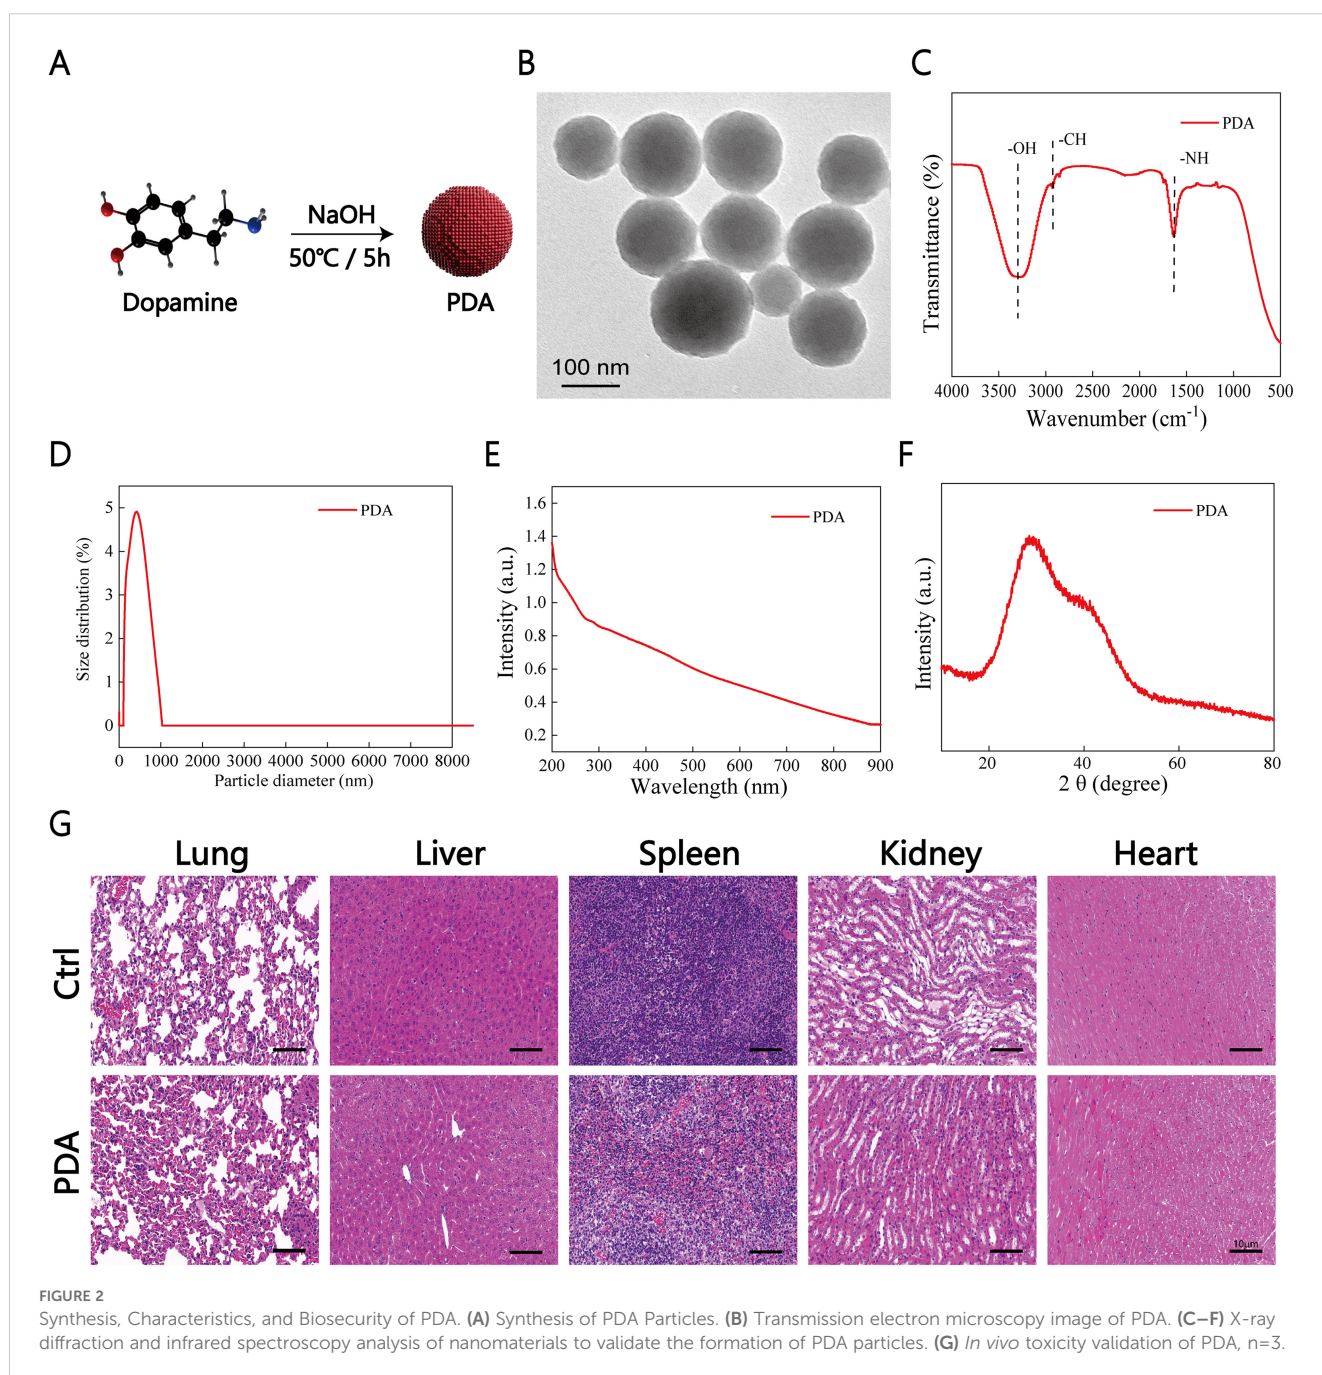 A
NaOH
50℃ / 5h
Dopamine
PDA
B
100 nm
C
PDA
-OH
-CH
-NH
Transmittance (%)
4000 3500 3000 2500 2000 1500 1000 500
Wavenumber (cm⁻¹)
D
PDA
Size distribution (%)
5
4
3
2
1
0
0 1000 2000 3000 4000 5000 6000 7000 8000
Particle diameter (nm)
E
PDA
Intensity (a.u.)
1.6
1.4
1.2
1.0
0.8
0.6
0.4
0.2
200 300 400 500 600 700 800 900
Wavelength (nm)
F
PDA
Intensity (a.u.)
20 40 60 80
2 θ (degree)
G
Lung Liver Spleen Kidney Heart
Ctrl
PDA
10μm
FIGURE 2
Synthesis, Characteristics, and Biosecurity of PDA. (A) Synthesis of PDA Particles. (B) Transmission electron microscopy image of PDA. (C–F) X-ray
diffraction and infrared spectroscopy analysis of nanomaterials to validate the formation of PDA particles. (G) In vivo toxicity validation of PDA, n=3.